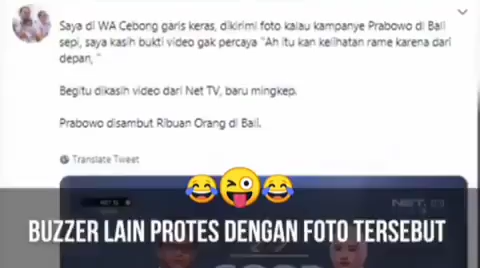 Saya di WA Cebong garis keras, dikirimi foto kalau kampanye Prabowo di Bali
sepi, saya kasih bukti video gak percaya "Ah itu kan kelihatan rame karena dari
depan, "
Begitu dikasih video dari Net TV, baru mingkep.
Prabowo disambut Ribuan Orang di Bali.
Translate Tweet
NET.
BUZZER LAIN PROTES DENGAN FOTO TERSEBUT